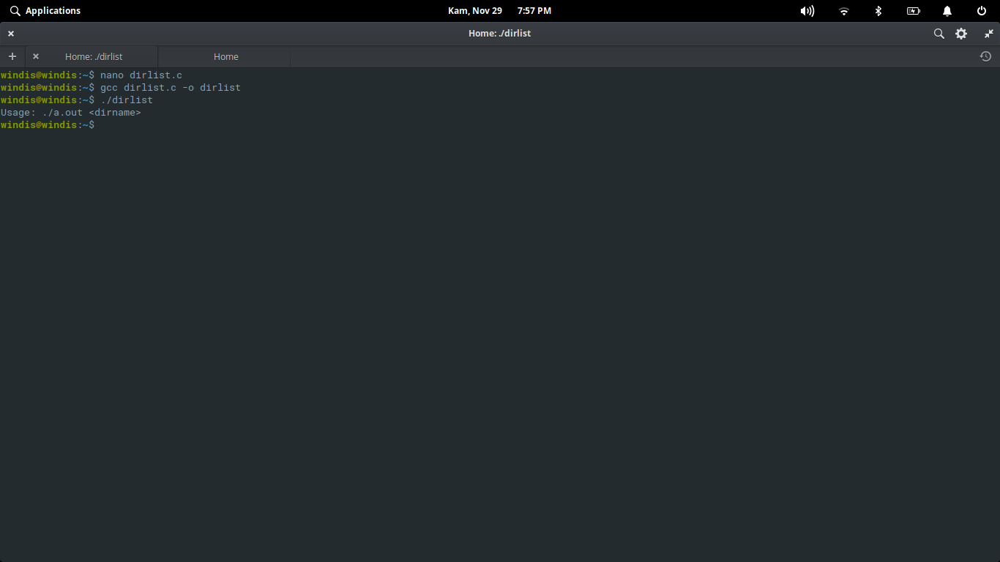 Applications Kam, Nov 29 7:57 PM
Home: ./dirlist
Home: ./dirlist Home
windis@windis:~$ nano dirlist.c
windis@windis:~$ gcc dirlist.c -o dirlist
windis@windis:~$ ./dirlist
Usage: ./a.out <dirname>
windis@windis:~$